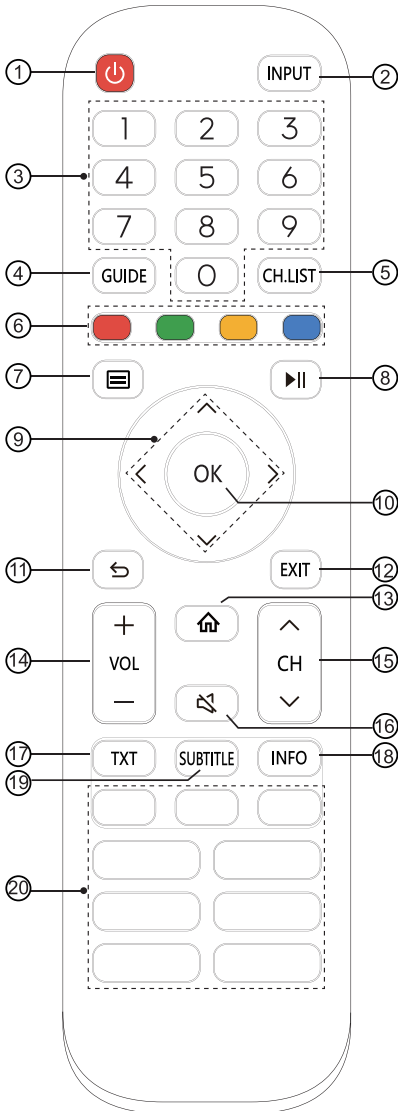 ① INPUT ②
1 2 3
③ 4 5 6
7 8 9
④ GUIDE 0 CH.LIST ⑤
⑥
⑦ ⑧
⑨
OK
⑩
⑪ EXIT ⑫
⑬
+
⑭ VOL CH ⑮
—
⑯
⑰ TXT SUBTITLE INFO ⑱
⑲
⑳